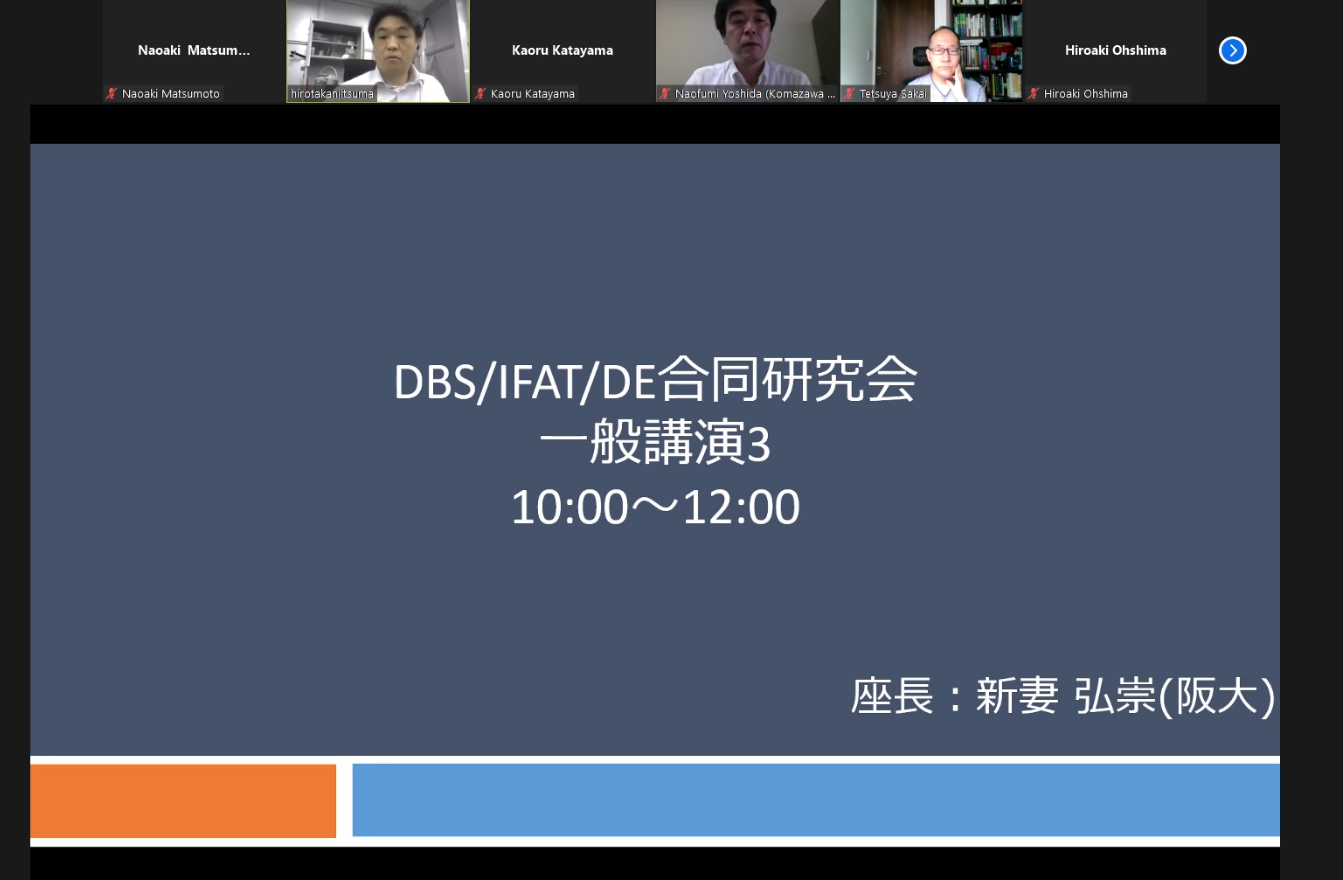 Naoaki Matsum...
Kaoru Katayama
Hiroaki Ohshima
Naoaki Matsumoto
hirotakaniitsuma
Kaoru Katayama
Naofumi Yoshida (Komazawa ...
Tetsuya Sakai
Hiroaki Ohshima
DBS/IFAT/DE合同研究会
一般講演3
10:00～12:00
座長：新妻 弘崇(阪大)